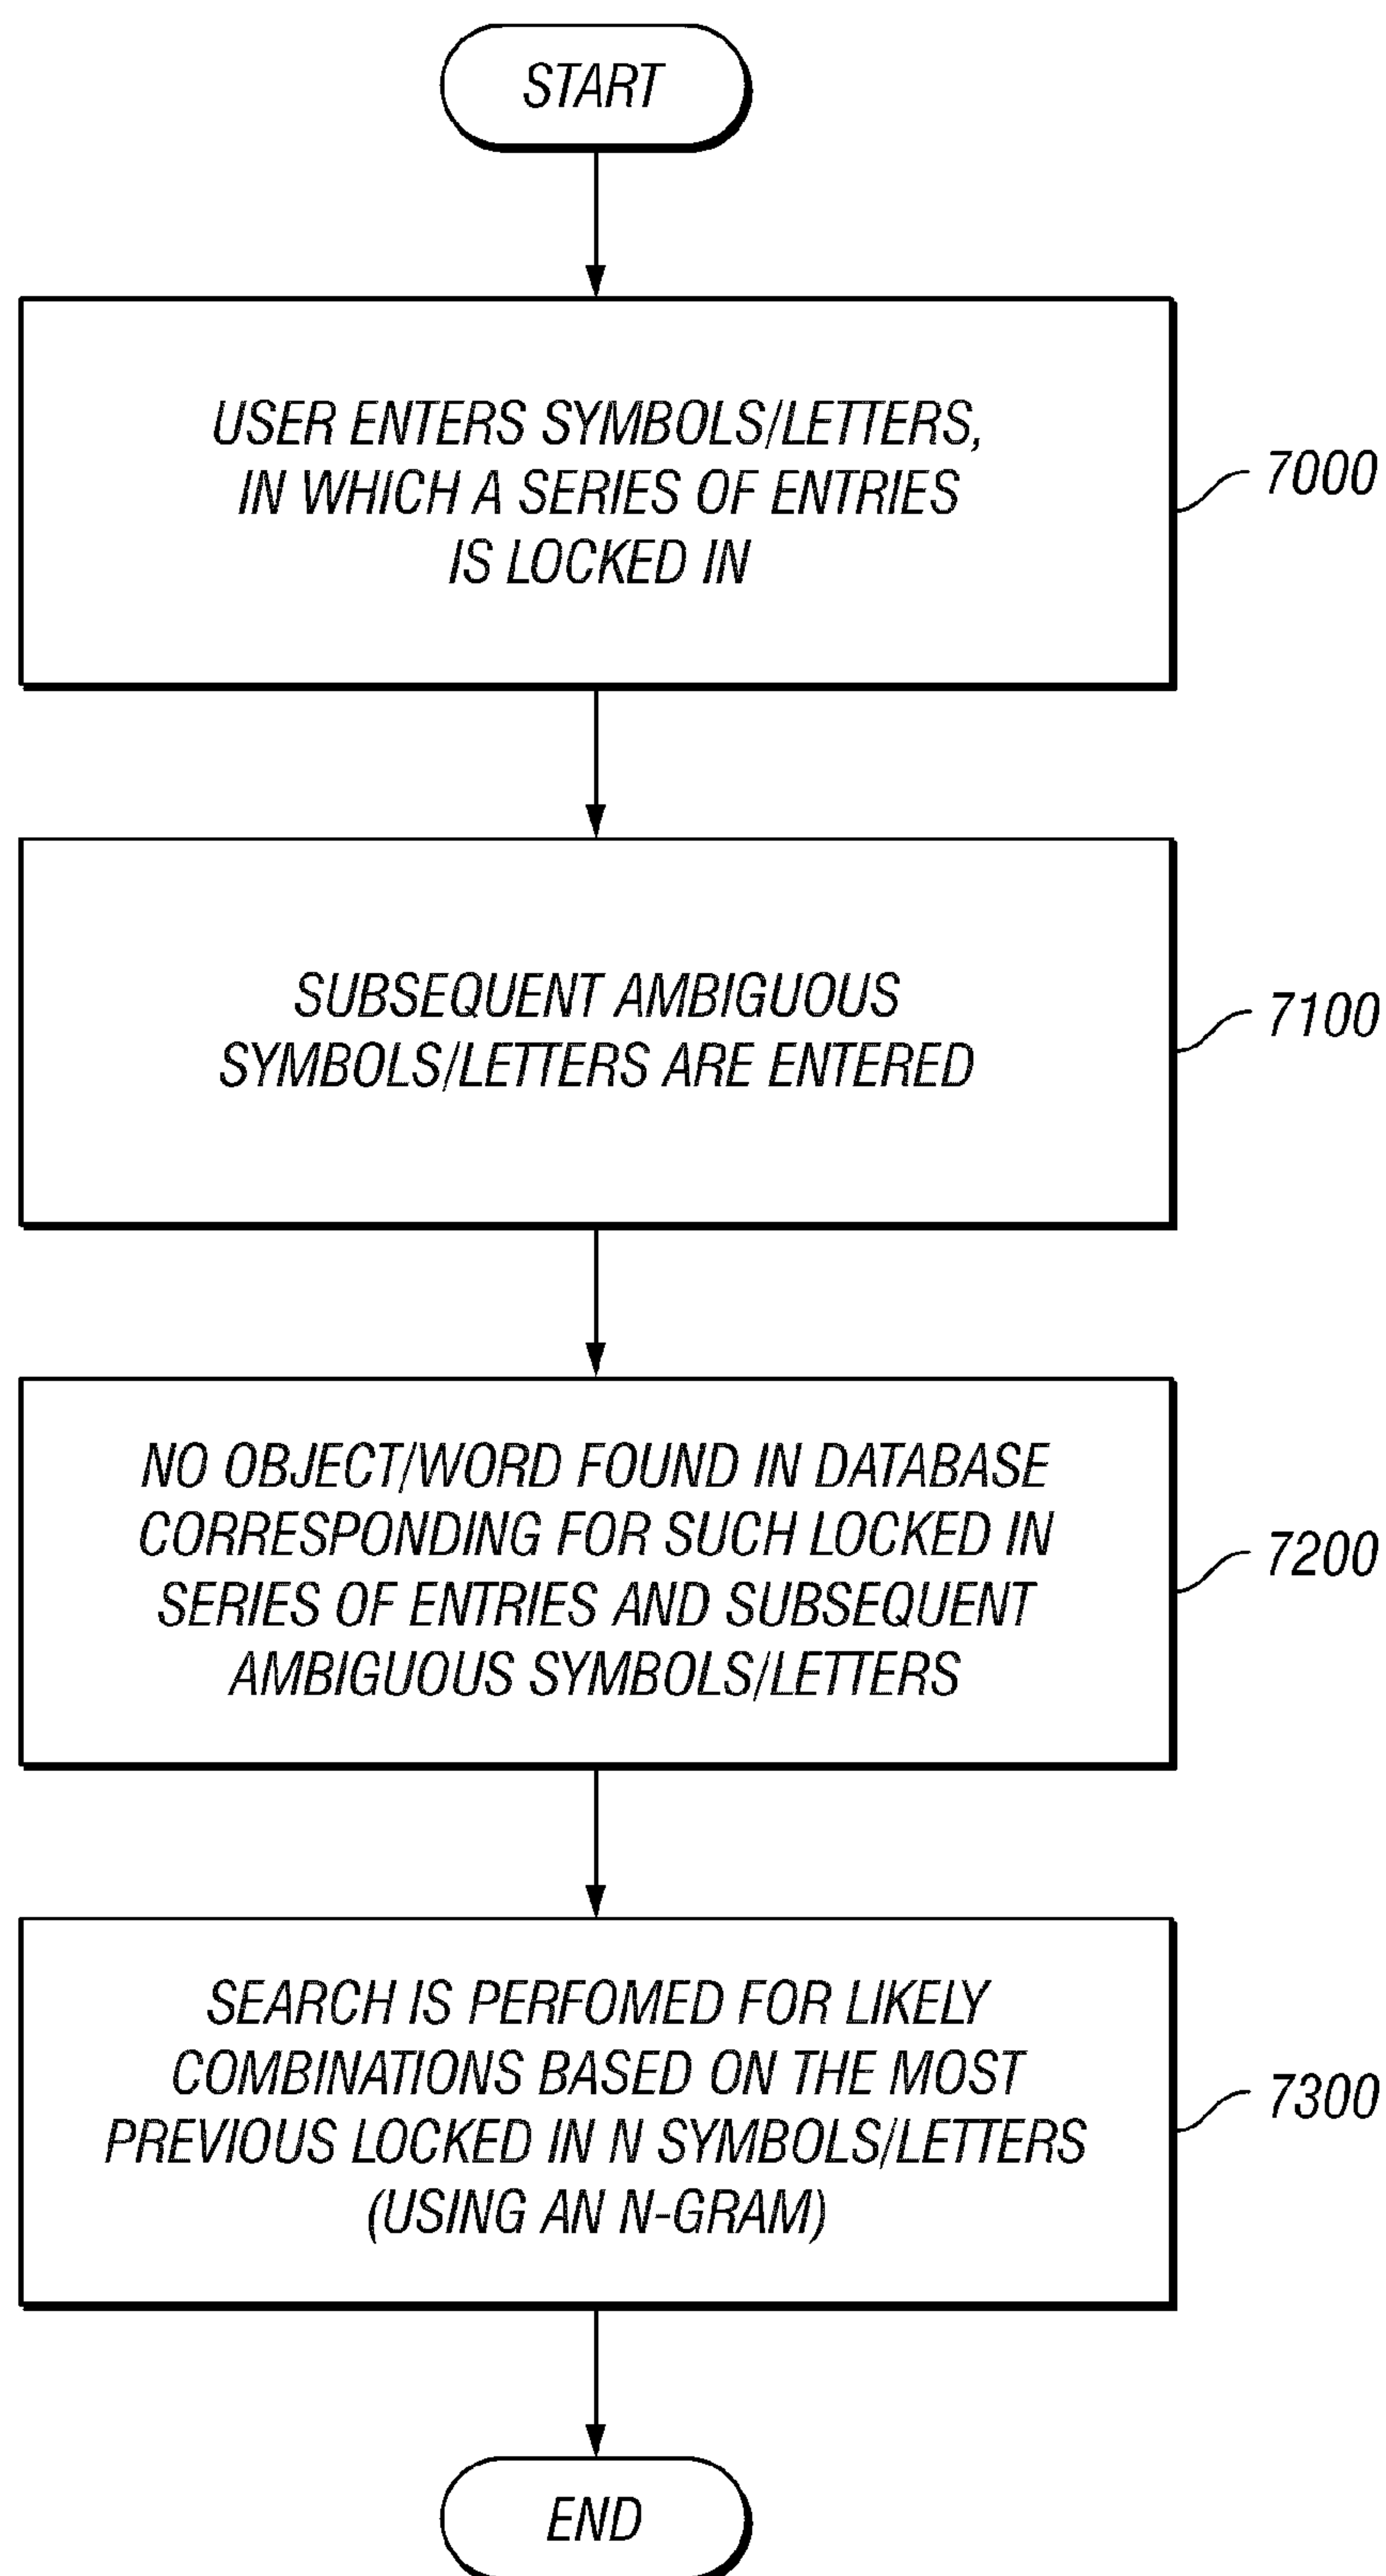 START
USER ENTERS SYMBOLS/LETTERS,
IN WHICH A SERIES OF ENTRIES
IS LOCKED IN
7000
SUBSEQUENT AMBIGUOUS
SYMBOLS/LETTERS ARE ENTERED
7100
NO OBJECT/WORD FOUND IN DATABASE
CORRESPONDING FOR SUCH LOCKED IN
SERIES OF ENTRIES AND SUBSEQUENT
AMBIGUOUS SYMBOLS/LETTERS
7200
SEARCH IS PERFOMED FOR LIKELY
COMBINATIONS BASED ON THE MOST
PREVIOUS LOCKED IN N SYMBOLS/LETTERS
(USING AN N-GRAM)
7300
END